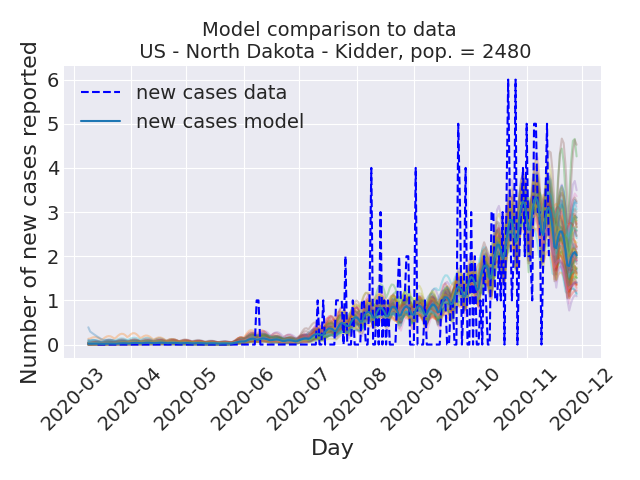 Model comparison to data
US - North Dakota - Kidder, pop. = 2480
Number of new cases reported
6
5
4
3
2
1
0
new cases data
new cases model
2020-03
2020-04
2020-05
2020-06
2020-07
2020-08
2020-09
2020-10
2020-11
2020-12
Day